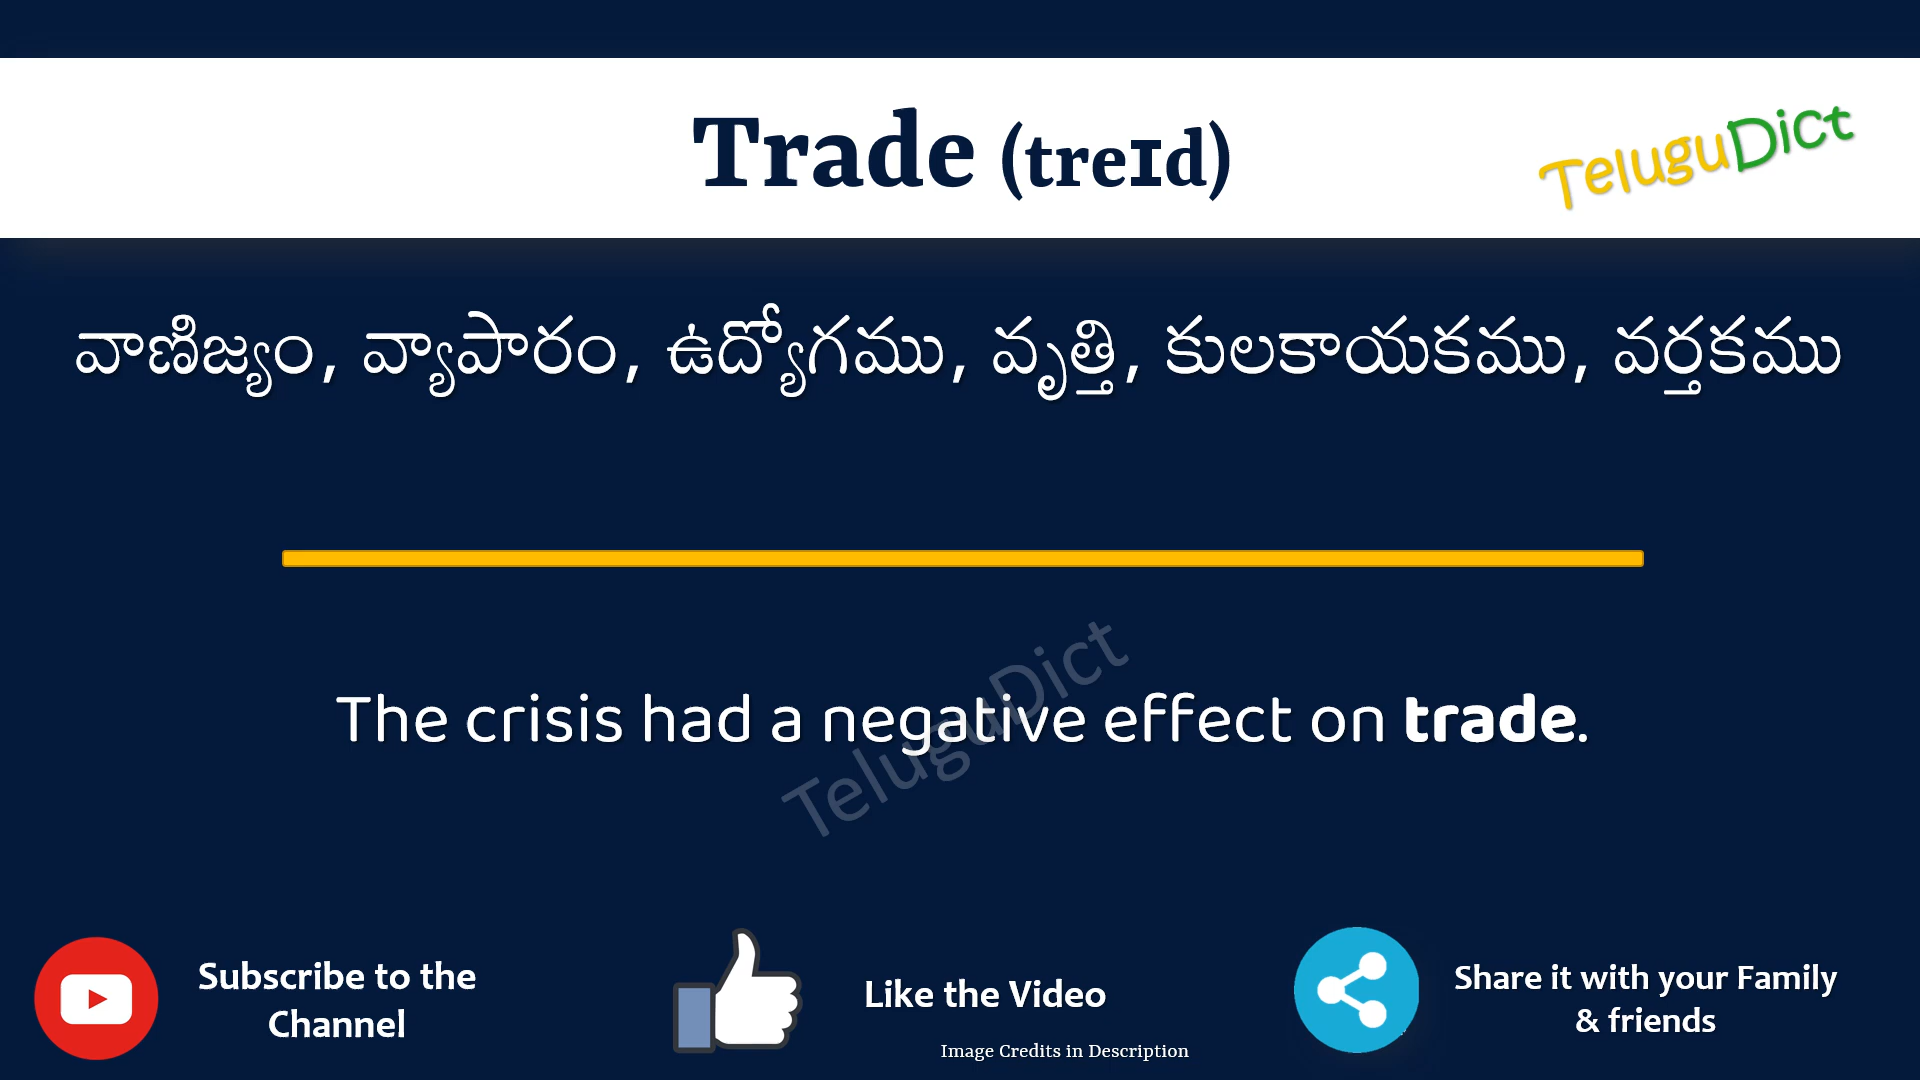 Trade (treɪd)
TeluguDict
వాణిజ్యం, వ్యాపారం, ఉద్యోగము, వృత్తి, కులకాయకము, వర్తకము
The crisis had a negative effect on trade.
TeluguDict
Subscribe to the
Channel
Like the Video
Share it with your Family
& friends
Image Credits in Description